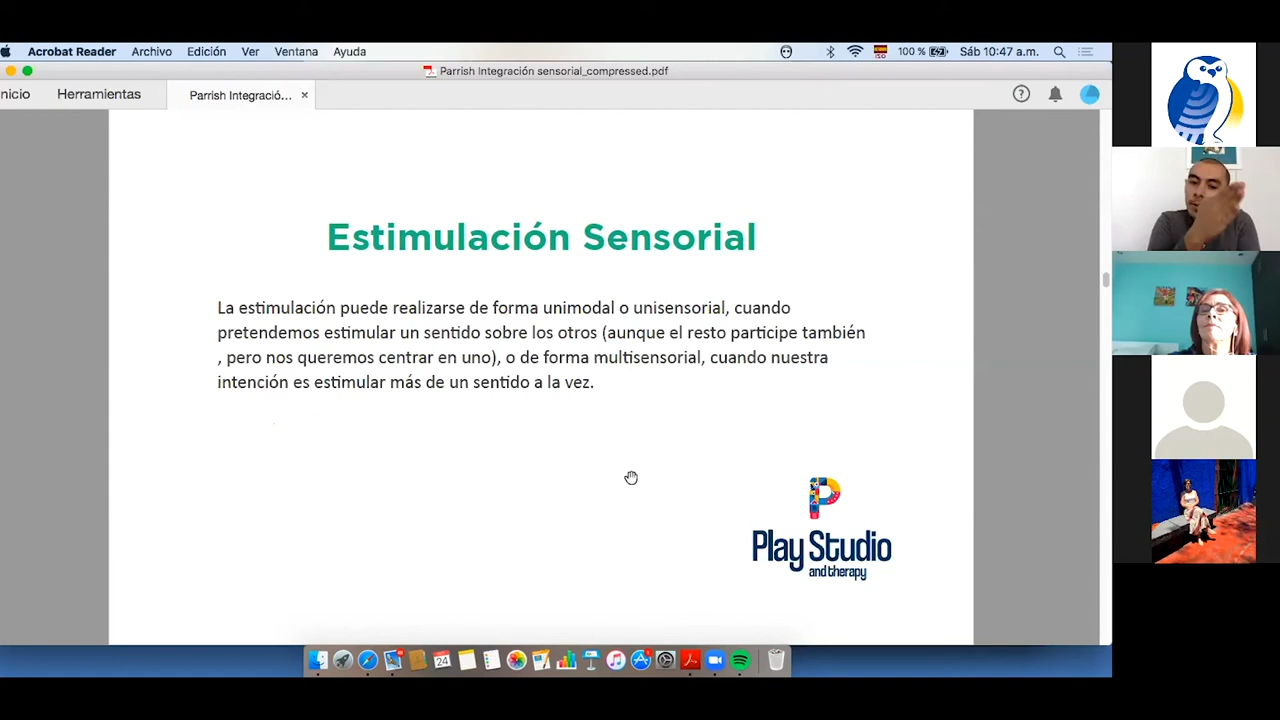 Acrobat Reader Archivo Edición Ver Ventana Ayuda 100 % Sáb 10:47 a.m.
Parrish Integración sensorial_compressed.pdf
nicio Herramientas Parrish Integració... ×
Estimulación Sensorial
La estimulación puede realizarse de forma unimodal o unisensorial, cuando
pretendemos estimular un sentido sobre los otros (aunque el resto participe también
, pero nos queremos centrar en uno), o de forma multisensorial, cuando nuestra
intención es estimular más de un sentido a la vez.
P
Play Studio
and therapy
24